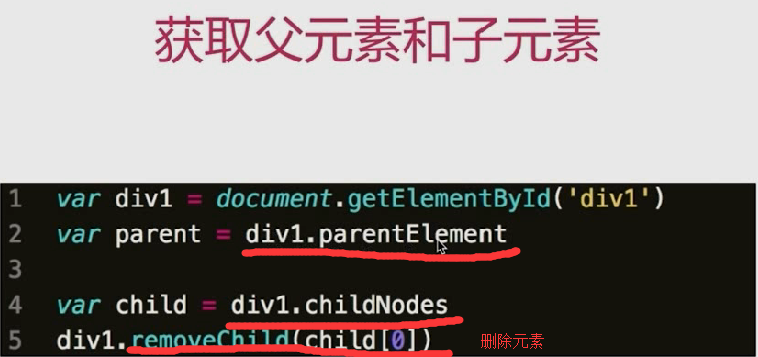 获取父元素和子元素
1 var div1 = document.getElementById('div1')
2 var parent = div1.parentElement
3
4 var child = div1.childNodes
5 div1.removeChild(child[0]) 删除元素